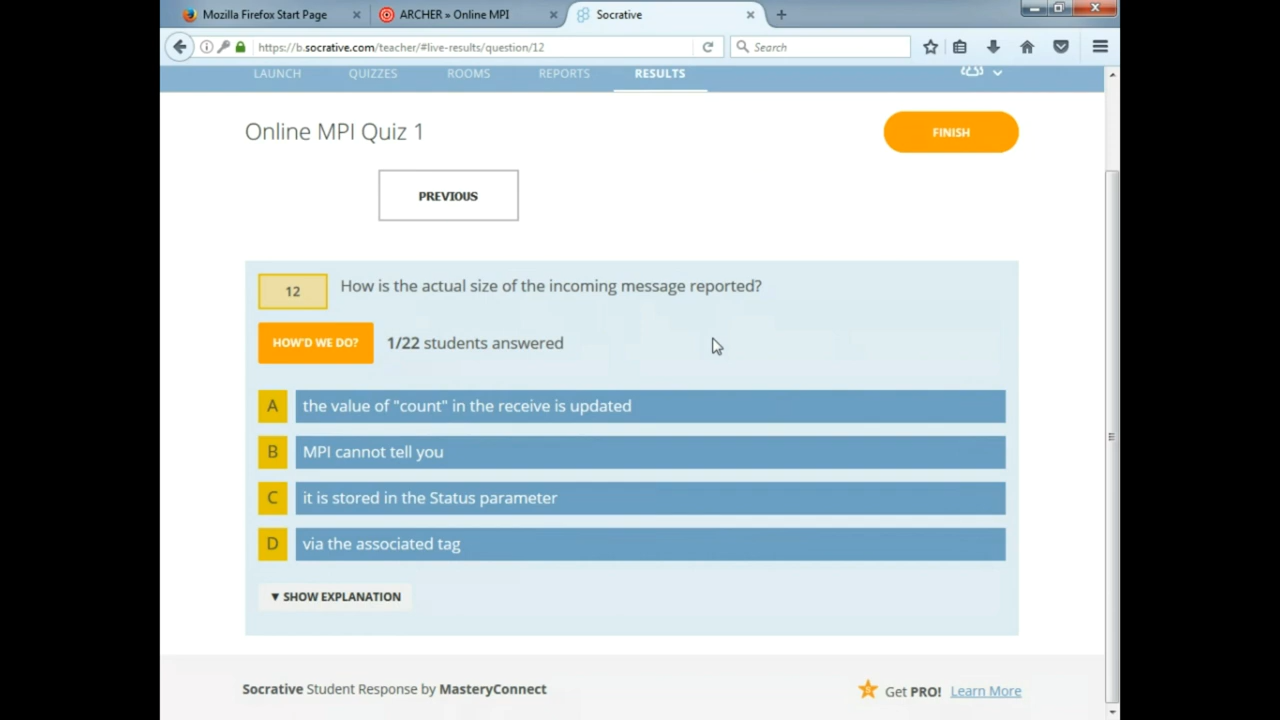 Mozilla Firefox Start Page
ARCHER » Online MPI
Socrative
https://b.socrative.com/teacher/#live-results/question/12
Search
LAUNCH
QUIZZES
ROOMS
REPORTS
RESULTS
Online MPI Quiz 1
FINISH
PREVIOUS
12
How is the actual size of the incoming message reported?
HOW'D WE DO?
1/22 students answered
A the value of "count" in the receive is updated
B MPI cannot tell you
C it is stored in the Status parameter
D via the associated tag
▼ SHOW EXPLANATION
Socrative Student Response by MasteryConnect
Get PRO! Learn More